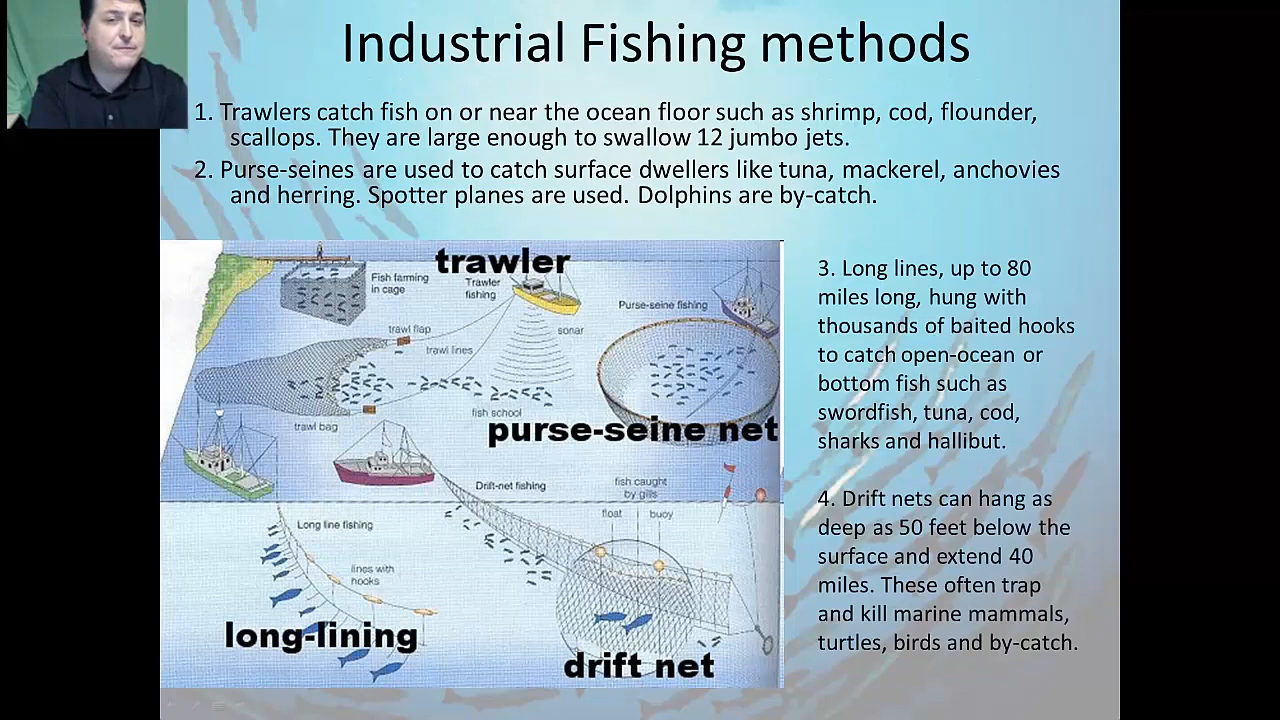 Industrial Fishing methods
1. Trawlers catch fish on or near the ocean floor such as shrimp, cod, flounder,
scallops. They are large enough to swallow 12 jumbo jets.
2. Purse-seines are used to catch surface dwellers like tuna, mackerel, anchovies
and herring. Spotter planes are used. Dolphins are by-catch.
trawler
Fish farming
in cage
Trawler
fishing
Purse-seine fishing
trawl flap
sonar
trawl lines
fish school
trawl bag
purse-seine net
Drift-net fishing
fish caught
by gills
float
buoy
Long line fishing
lines with
hooks
long-lining
drift net
3. Long lines, up to 80
miles long, hung with
thousands of baited hooks
to catch open-ocean or
bottom fish such as
swordfish, tuna, cod,
sharks and hallibut.
4. Drift nets can hang as
deep as 50 feet below the
surface and extend 40
miles. These often trap
and kill marine mammals,
turtles, birds and by-catch.